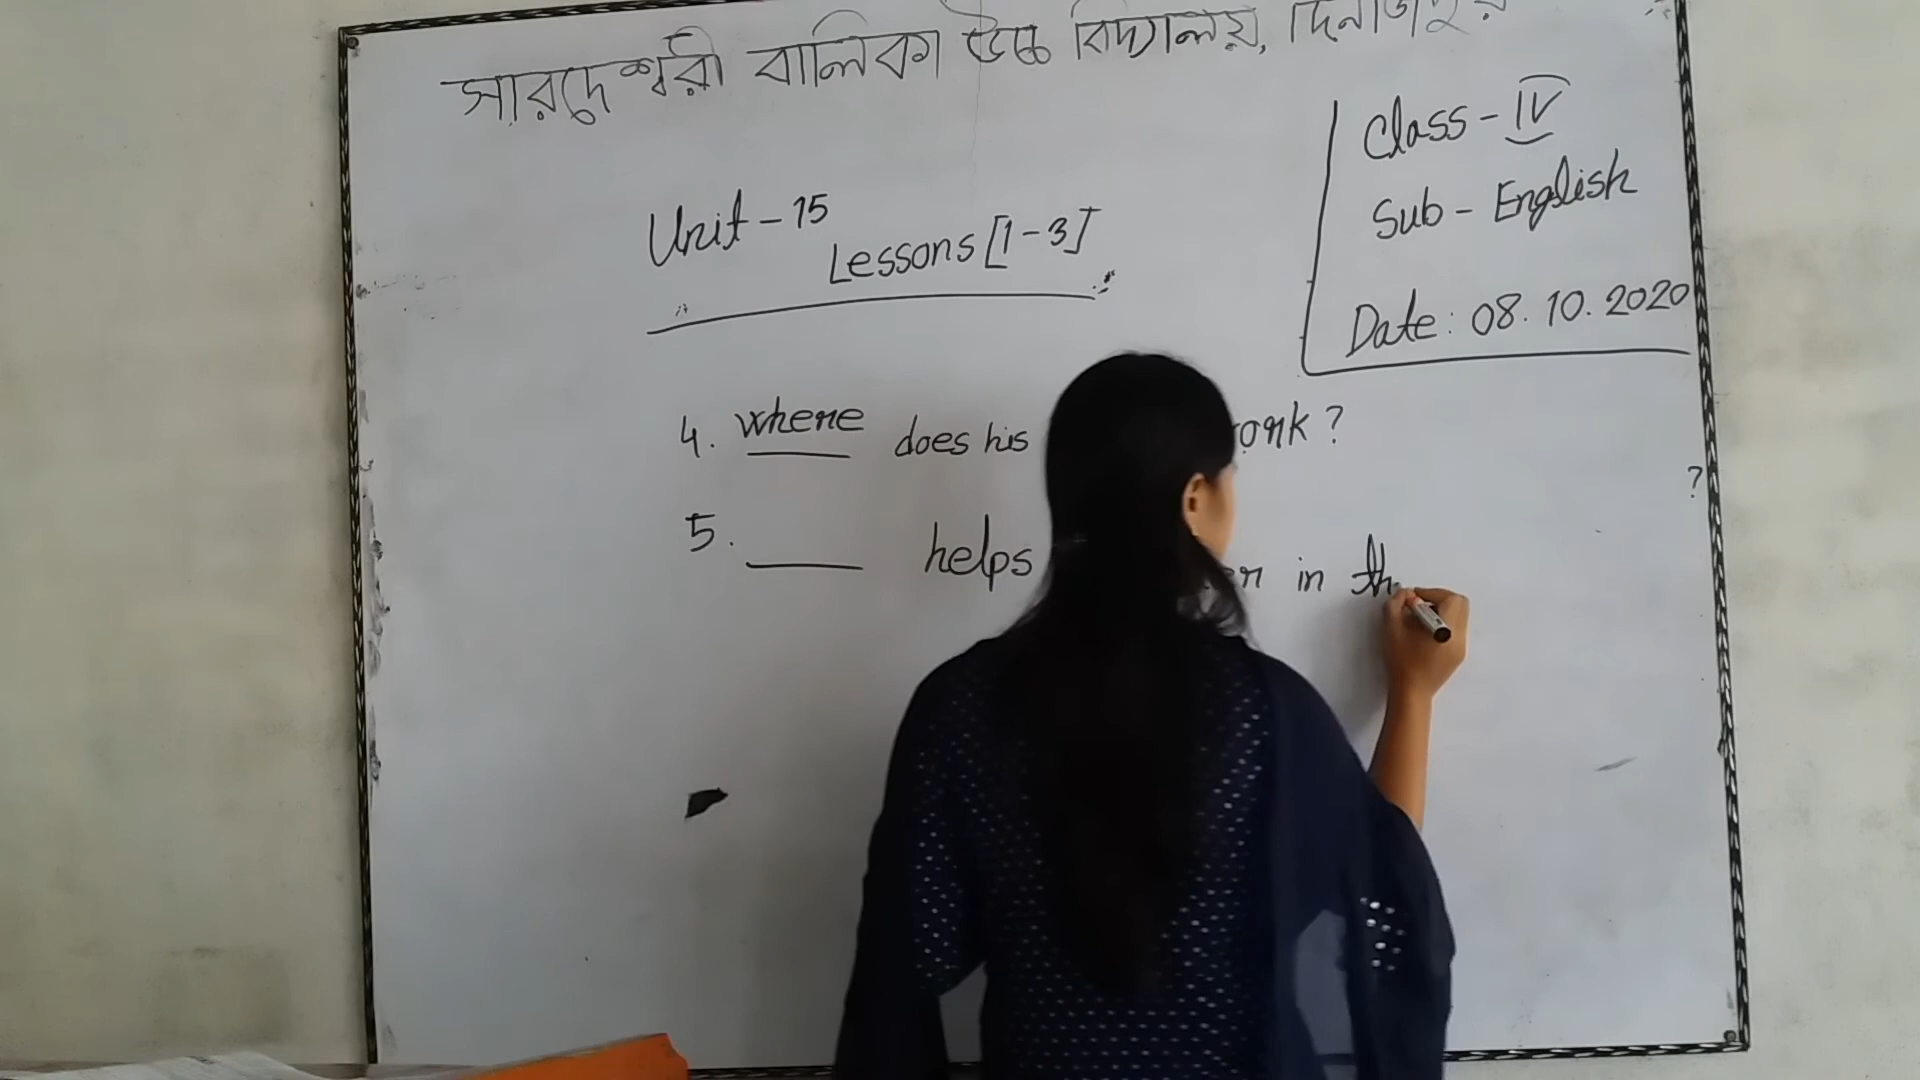 সারদেশ্বরী বালিকা উচ্চ বিদ্যালয়, দিনাজপুর
Class - IV
Sub - English
Date: 08.10.2020
Unit - 15
Lessons [1-3]
4. where does his ?
?
5. ____ helps in